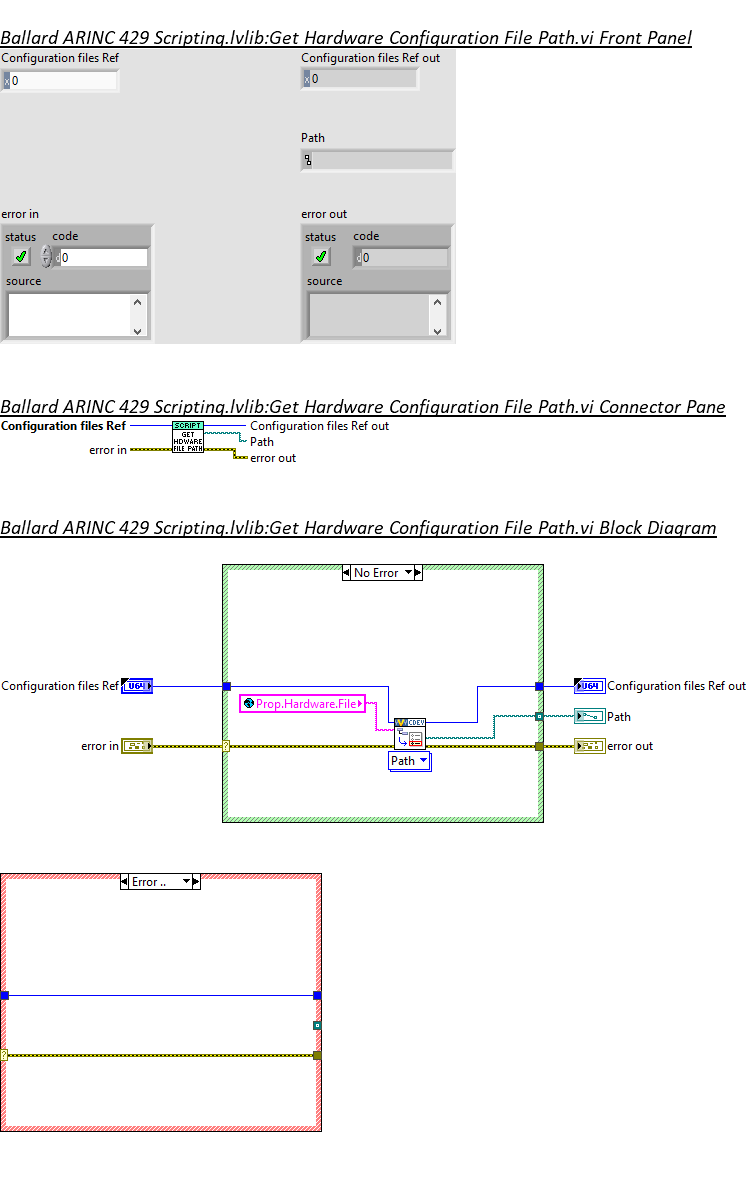 Ballard ARINC 429 Scripting.lvlib:Get Hardware Configuration File Path.vi Front Panel
Configuration files Ref
Configuration files Ref out
x 0
x 0
Path
error in
error out
status code
status code
d 0
d 0
source
source
Ballard ARINC 429 Scripting.lvlib:Get Hardware Configuration File Path.vi Connector Pane
Configuration files Ref
SCRIPT
GET
HDWARE
FILE PATH
Configuration files Ref out
Path
error in
error out
Ballard ARINC 429 Scripting.lvlib:Get Hardware Configuration File Path.vi Block Diagram
No Error
Configuration files Ref
U64
U64
Configuration files Ref out
Prop.Hardware.File
CDEV
Path
error in
?
error out
Path
Error ..
?